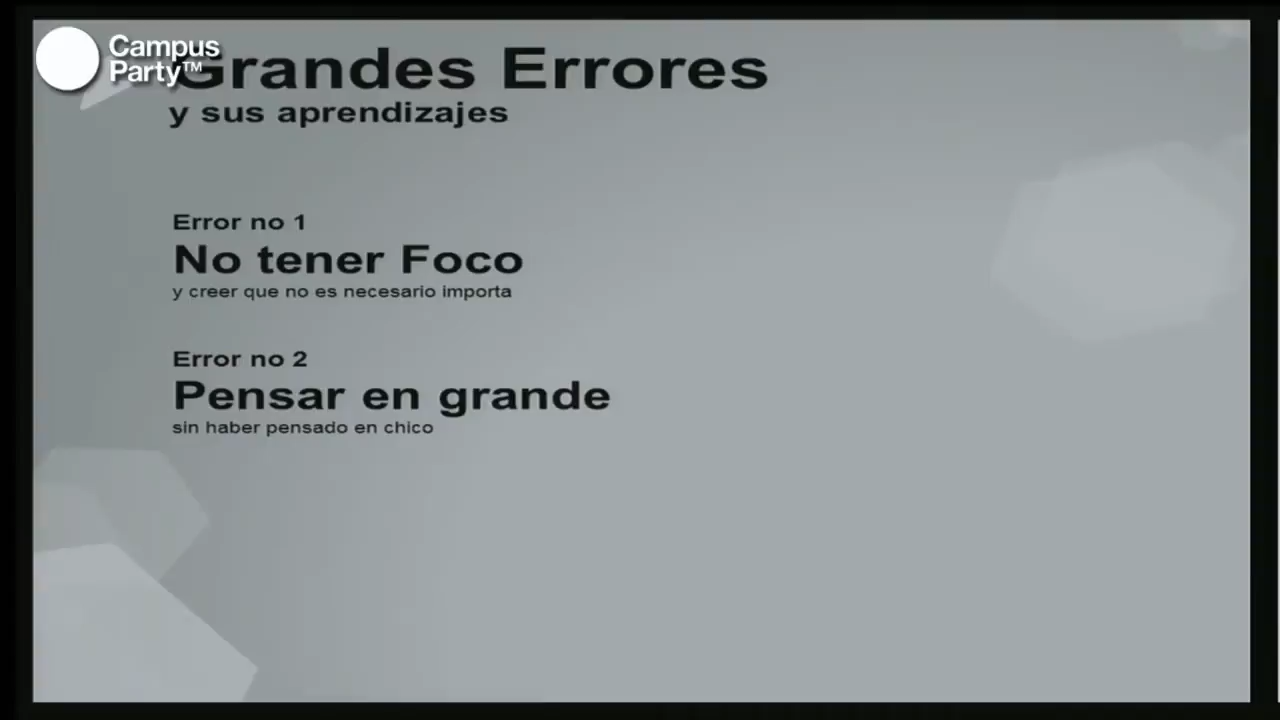 Campus
Party™
Grandes Errores
y sus aprendizajes
Error no 1
No tener Foco
y creer que no es necesario importa
Error no 2
Pensar en grande
sin haber pensado en chico